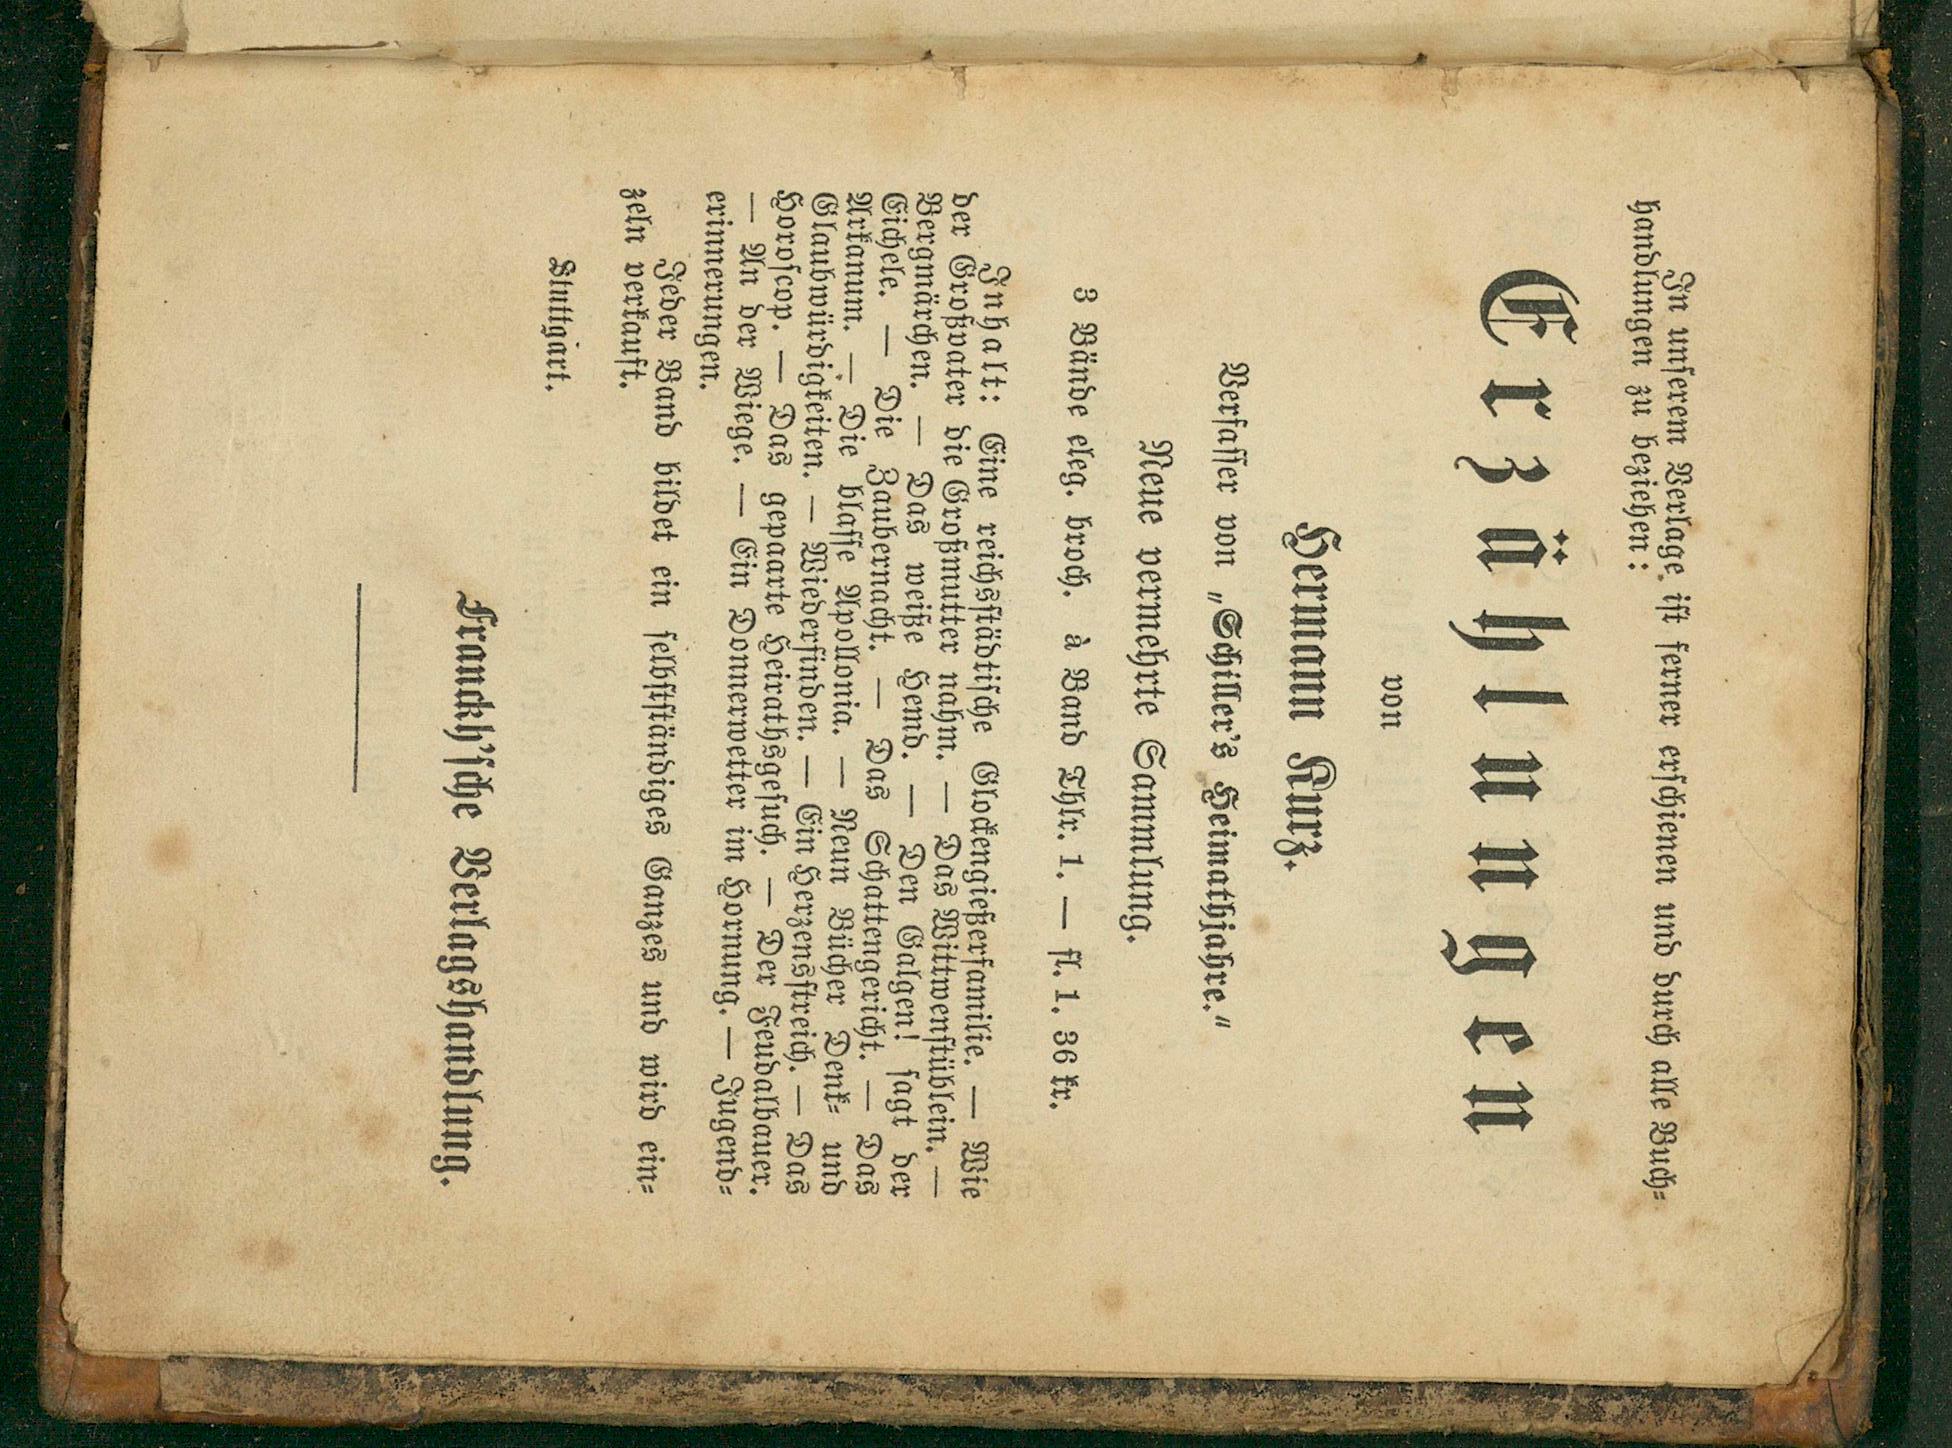 In unserem Verlage ist ferner erschienen und durch alle Buch-
handlungen zu beziehen:
Erzählungen
von
Hermann Kurz.
Verfasser von „Schiller's Heimathjahre."
Neue vermehrte Sammlung.
3 Bände eleg. broch. à Band Thlr. 1. — fl. 1. 36 kr.
Inhalt: Eine reichsstädtische Glockengießerfamilie. — Wie
der Großvater die Großmutter nahm. — Das Wittwenstüblein. —
Bergmärchen. — Das weiße Hemd. — Den Galgen! sagt der
Eichele. — Die Zaubernacht. — Das Schattengericht. — Das
Arkanum. — Die blasse Apollonia. — Neun Bücher Denk- und
Glaubwürdigkeiten. — Wiederfinden. — Ein Herzensstreich. — Das
Horoscop. — Das gepaarte Heirathsgesuch. — Der Feudalbauer.
— An der Wiege. — Ein Donnerwetter im Hornung. — Jugend-
erinnerungen.
Jeder Band bildet ein selbstständiges Ganzes und wird ein-
zeln verkauft.
Stuttgart.
Franckh'sche Verlagshandlung.